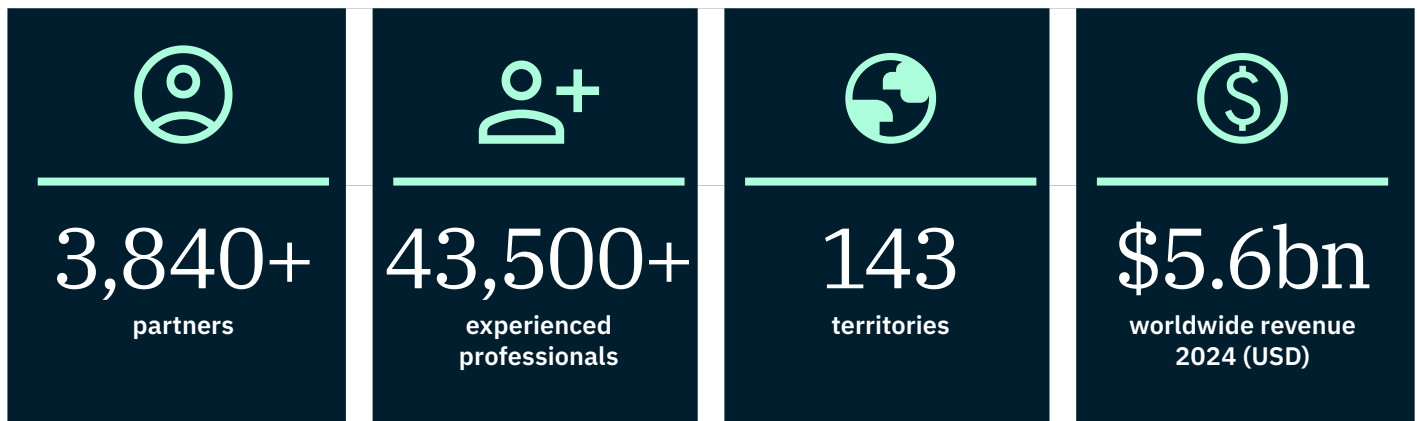 3,840+
partners
43,500+
experienced
professionals
143
territories
$5.6bn
worldwide revenue
2024 (USD)